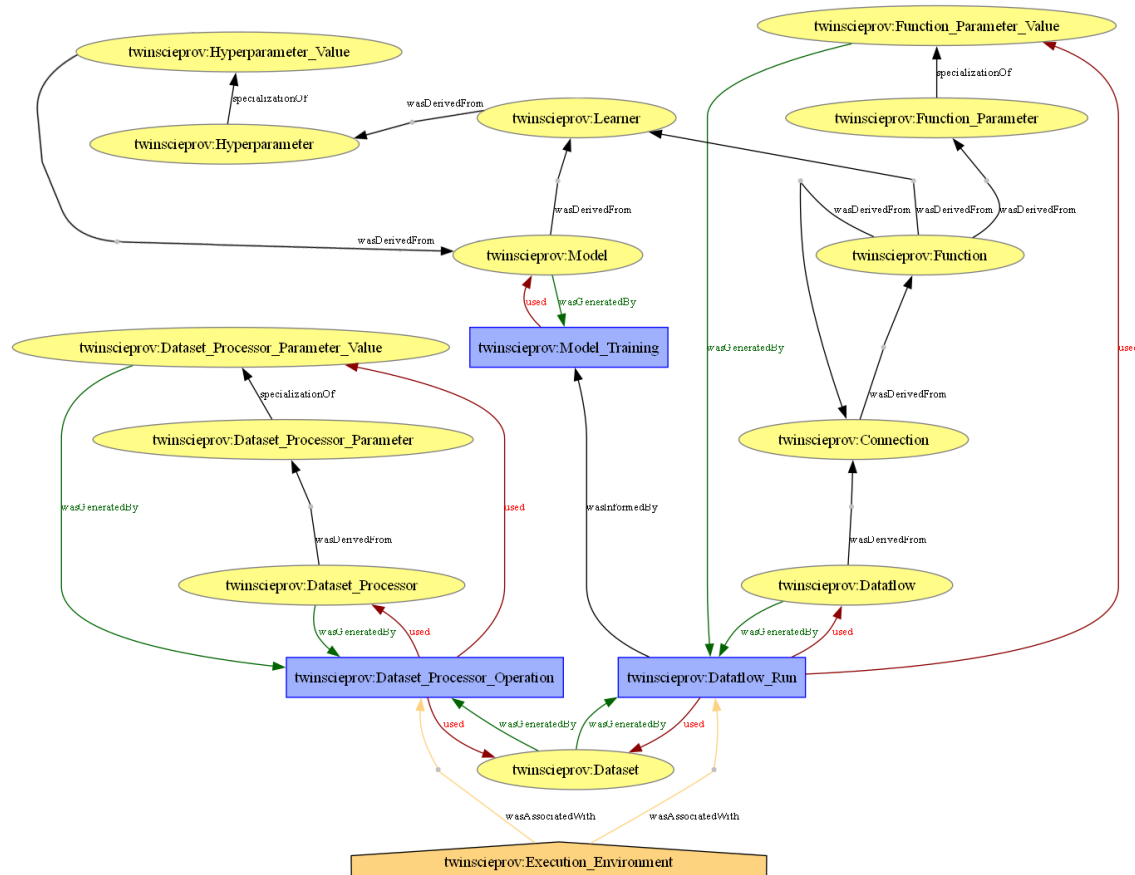 twinscieprov:Function_Parameter_Value
twinscieprov:Hyperparameter_Value
specializationOf
specializationOf
wasDerivedFrom
twinscieprov:Learner
twinscieprov:Function_Parameter
twinscieprov:Hyperparameter
wasDerivedFrom
wasDerivedFrom
wasDerivedFrom
wasDerivedFrom
wasDerivedFrom
twinscieprov:Model
twinscieprov:Function
used
wasGeneratedBy
twinscieprov:Dataset_Processor_Parameter_Value
twinscieprov:Model_Training
wasGeneratedBy
used
specializationOf
wasDerivedFrom
twinscieprov:Dataset_Processor_Parameter
twinscieprov:Connection
wasGeneratedBy
used
wasInformedBy
wasDerivedFrom
wasDerivedFrom
twinscieprov:Dataset_Processor
twinscieprov:Dataflow
wasGeneratedBy
used
wasGeneratedBy
used
twinscieprov:Dataset_Processor_Operation
twinscieprov:Dataflow_Run
used
wasGeneratedBy
wasGeneratedBy
used
twinscieprov:Dataset
wasAssociatedWith
wasAssociatedWith
twinscieprov:Execution_Environment